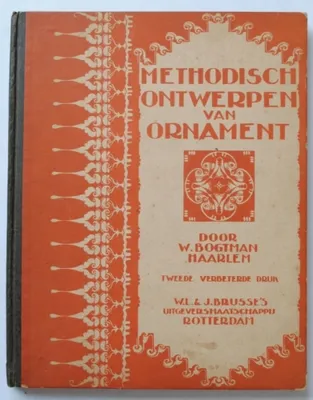 METHODISCH
ONTWERPEN
VAN
ORNAMENT
DOOR
W. BOGTMAN
HAARLEM
TWEEDE VERBETERDE DRUK
W.L. & J. BRUSSE'S
UITGEVERSMAATSCHAPPIJ
ROTTERDAM